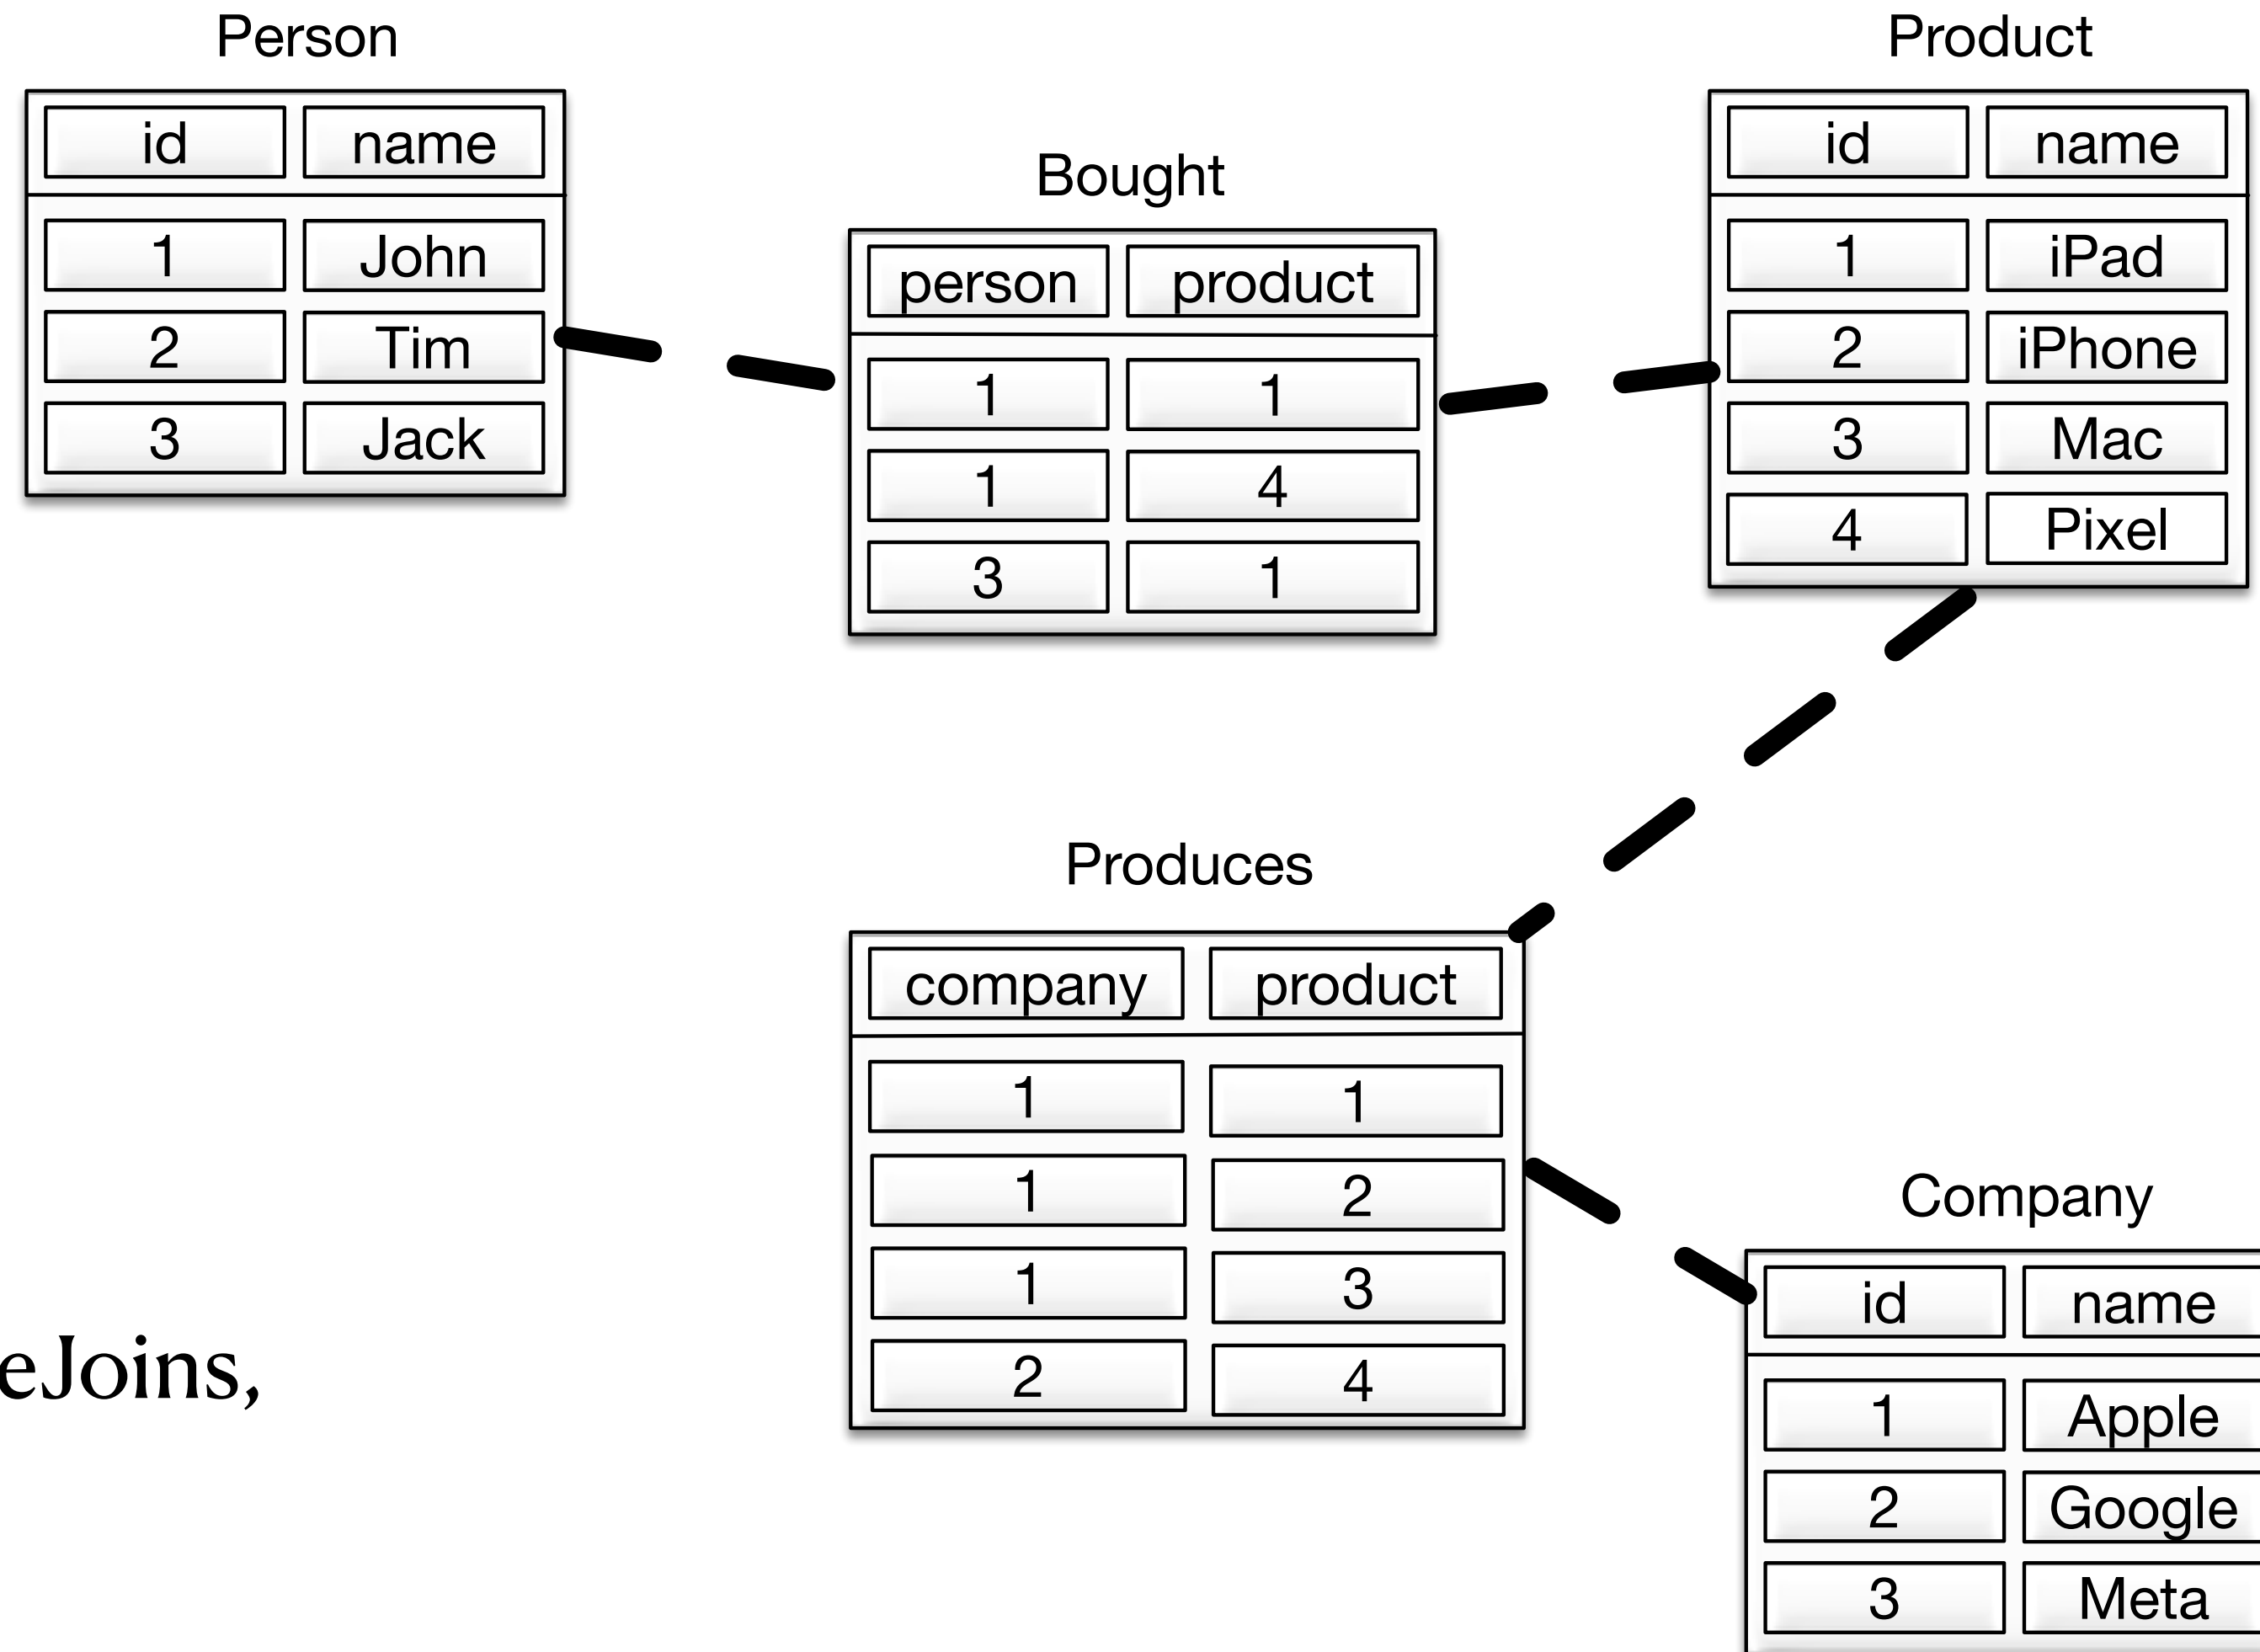 Person
id name
1 John
2 Tim
3 Jack
Bought
person product
1 1
1 4
3 1
Product
id name
1 iPad
2 iPhone
3 Mac
4 Pixel
Produces
company product
1 1
1 2
1 3
2 4
eJoins,
Company
id name
1 Apple
2 Google
3 Meta